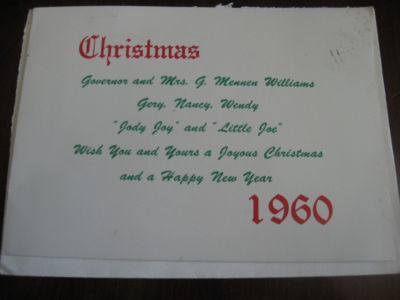 Christmas
Governor and Mrs. G. Mennen Williams
Gery, Nancy, Wendy
"Jody Joy" and "Little Joe"
Wish You and Yours a Joyous Christmas
and a Happy New Year
1960